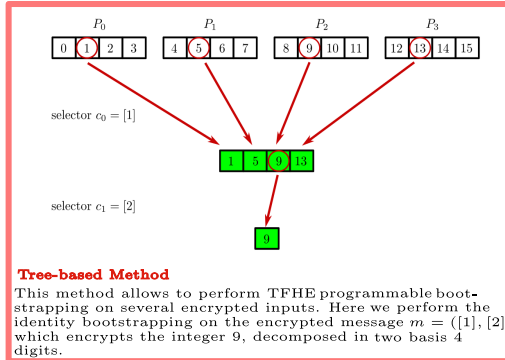 P₀ P₁ P₂ P₃
0 1 2 3 4 5 6 7 8 9 10 11 12 13 14 15
selector c₀ = [1]
1 5 9 13
selector c₁ = [2]
9
Tree-based Method
This method allows to perform TFHE programmable boot-
strapping on several encrypted inputs. Here we perform the
identity bootstrapping on the encrypted message m = ([1], [2]
which encrypts the integer 9, decomposed in two basis 4
digits.